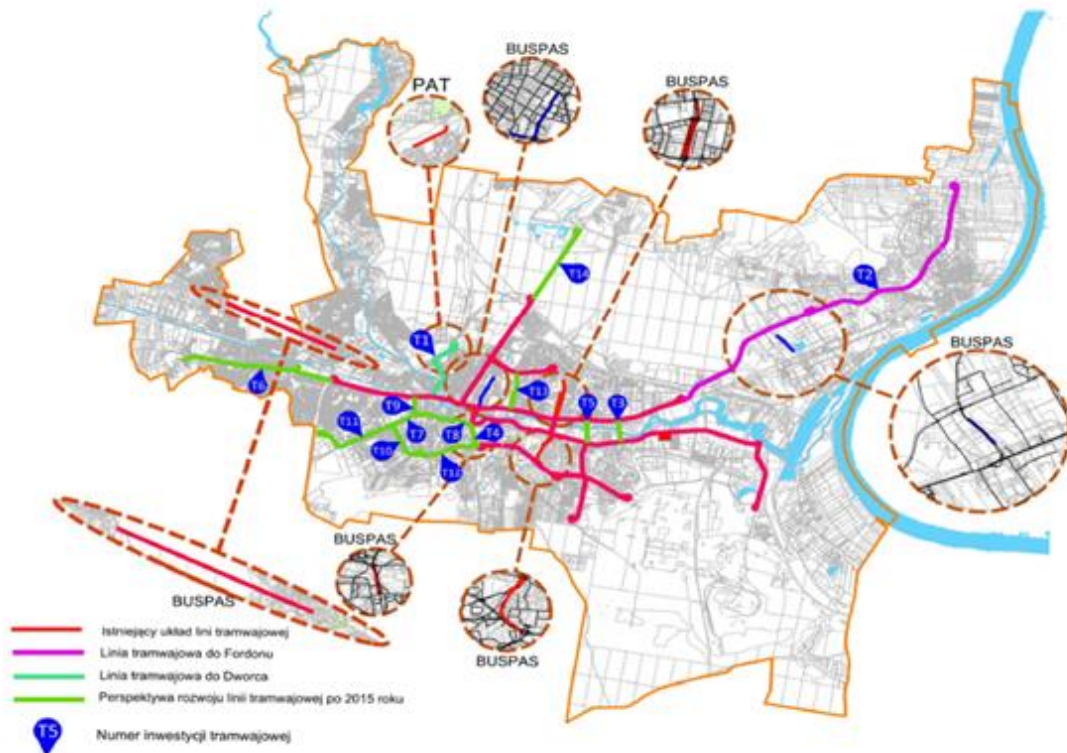 BUSPAS
BUSPAS
PAT
T14
T2
T1
BUSPAS
T6
T13
T9
T5
T3
T11
T7
T8
T4
T10
T12
BUSPAS
BUSPAS
BUSPAS
Istniejący układ lini tramwajowej
Linia tramwajowa do Fordonu
Linia tramwajowa do Dworca
Perspektywa rozwoju linii tramwajowej po 2015 roku
T5
Numer inwestycji tramwajowej